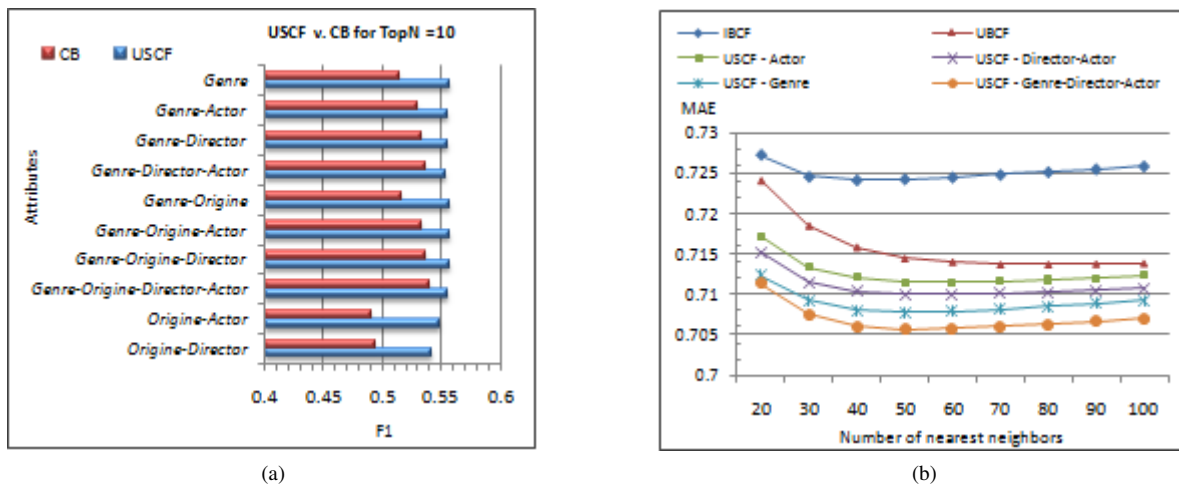 USCF v. CB for TopN =10
CB USCF
Attributes
Genre
Genre-Actor
Genre-Director
Genre-Director-Actor
Genre-Origine
Genre-Origine-Actor
Genre-Origine-Director
Genre-Origine-Director-Actor
Origine-Actor
Origine-Director
0.4 0.45 0.5 0.55 0.6
F1
(a)
IBCF UBCF
USCF - Actor USCF - Director-Actor
USCF - Genre USCF - Genre-Director-Actor
MAE
0.73
0.725
0.72
0.715
0.71
0.705
0.7
20 30 40 50 60 70 80 90 100
Number of nearest neighbors
(b)